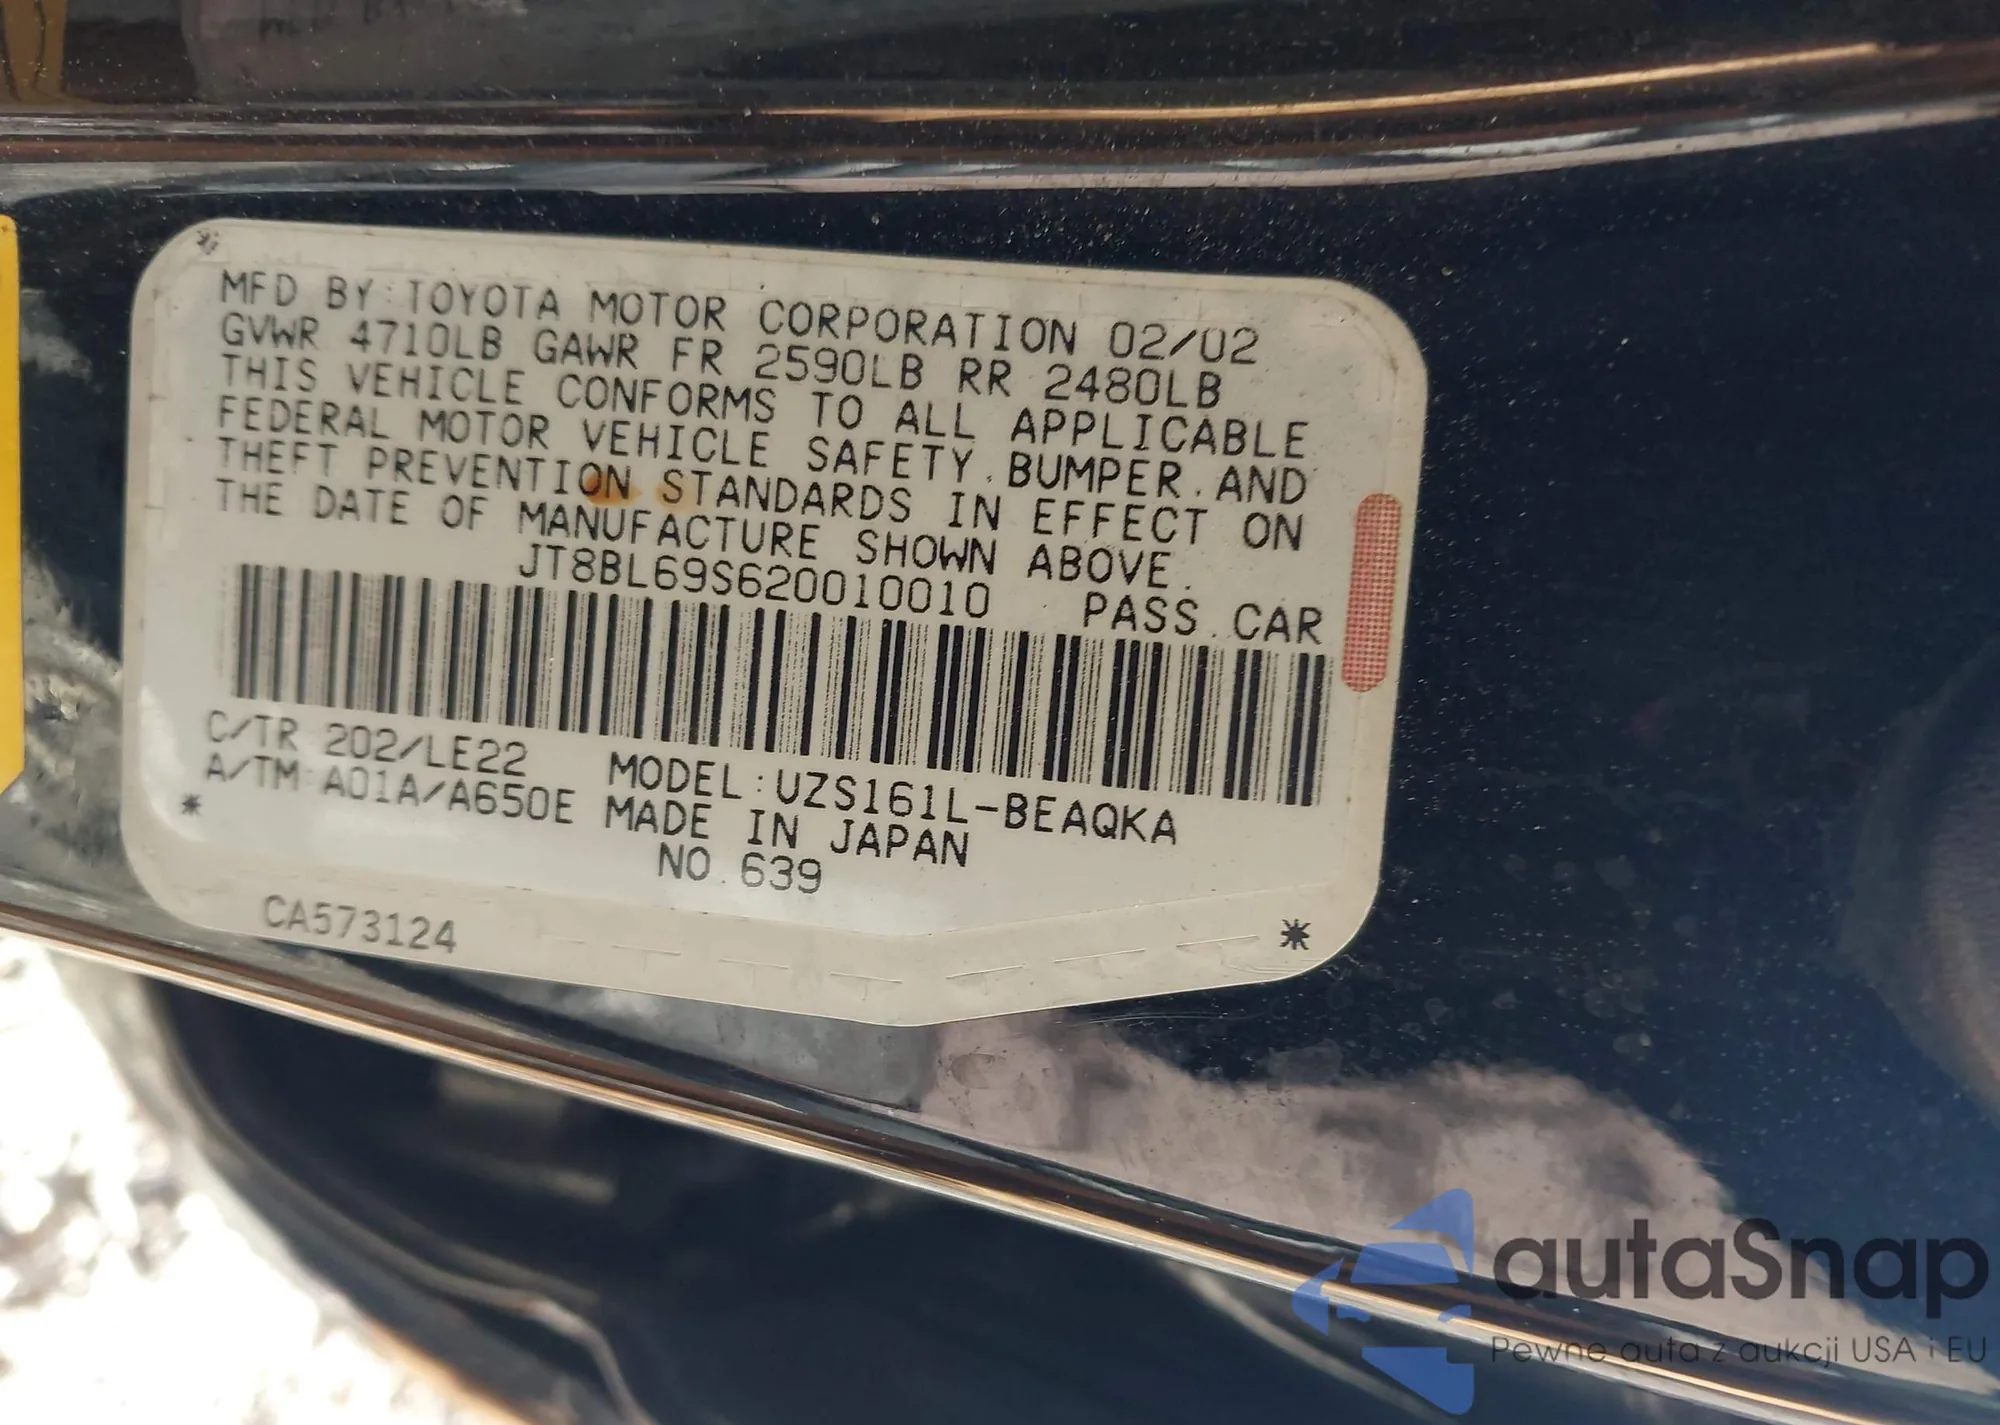 MFD BY:TOYOTA MOTOR CORPORATION 02/02
GVWR 4710LB GAWR FR 2590LB RR 2480LB
THIS VEHICLE CONFORMS TO ALL APPLICABLE
FEDERAL MOTOR VEHICLE SAFETY, BUMPER, AND
THEFT PREVENTION STANDARDS IN EFFECT ON
THE DATE OF MANUFACTURE SHOWN ABOVE.
JT8BL69S620010010 PASS. CAR
C/TR 202/LE22 MODEL:UZS161L-BEAQKA
A/TM A01A/A650E MADE IN JAPAN
NO. 639
CA573124
autaSnap
Pewne auta z aukcji USA i EU